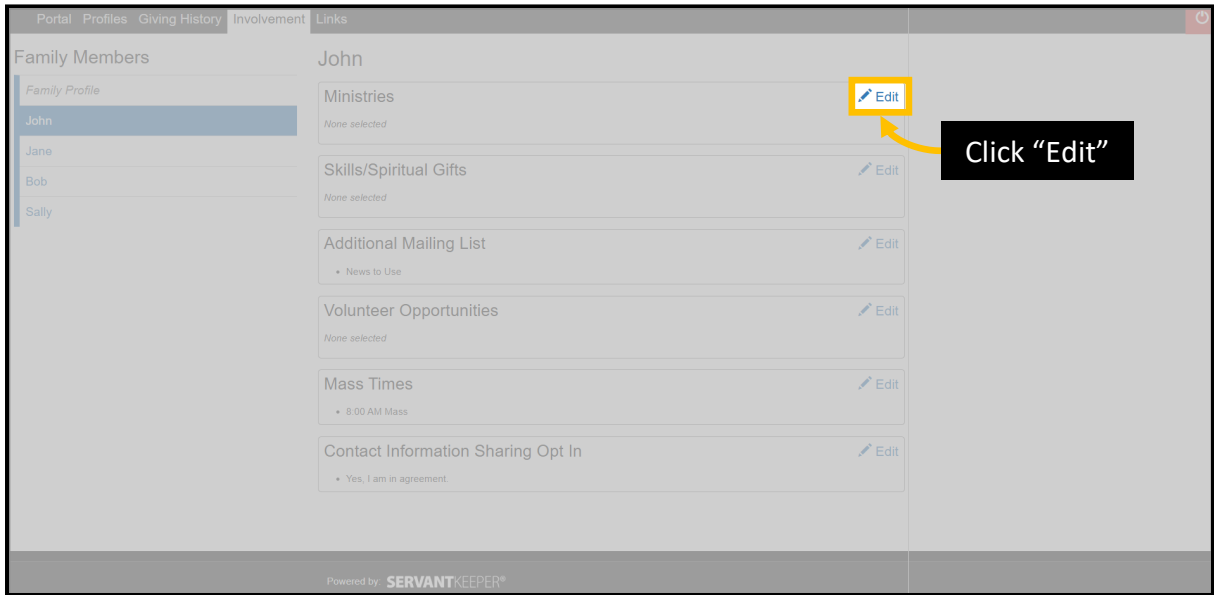 Portal Profiles Giving History Involvement Links
Family Members
Family Profile
John
Jane
Bob
Sally
John
Ministries
Edit
None selected
Click “Edit”
Skills/Spiritual Gifts
Edit
None selected
Additional Mailing List
Edit
• News to Use
Volunteer Opportunities
Edit
None selected
Mass Times
Edit
• 8:00 AM Mass
Contact Information Sharing Opt In
Edit
• Yes, I am in agreement.
Powered by: SERVANTKEEPER®